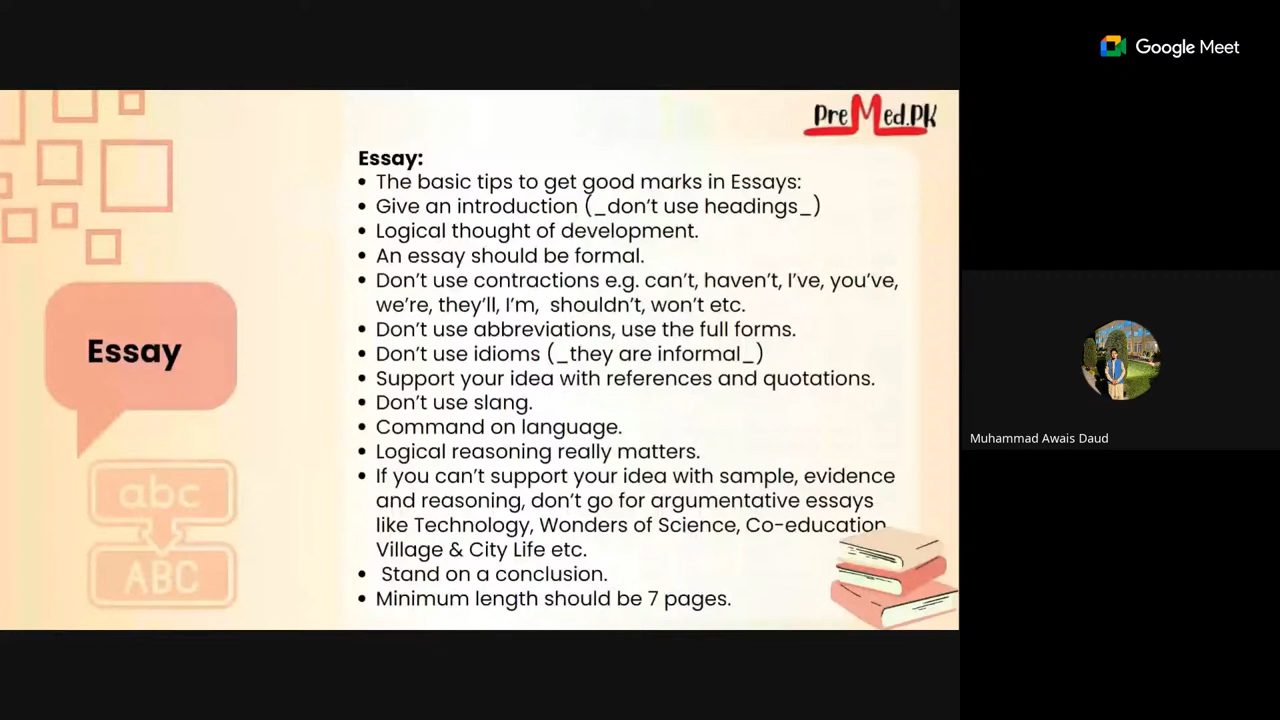 Google Meet
PreMed.PK
Essay:
• The basic tips to get good marks in Essays:
• Give an introduction (_don't use headings_)
• Logical thought of development.
• An essay should be formal.
• Don't use contractions e.g. can't, haven't, I've, you've,
we're, they'll, I'm, shouldn't, won't etc.
• Don't use abbreviations, use the full forms.
• Don't use idioms (_they are informal_)
• Support your idea with references and quotations.
• Don't use slang.
• Command on language.
• Logical reasoning really matters.
• If you can't support your idea with sample, evidence
and reasoning, don't go for argumentative essays
like Technology, Wonders of Science, Co-education
Village & City Life etc.
• Stand on a conclusion.
• Minimum length should be 7 pages.
Essay
abc
ABC
Muhammad Awais Daud